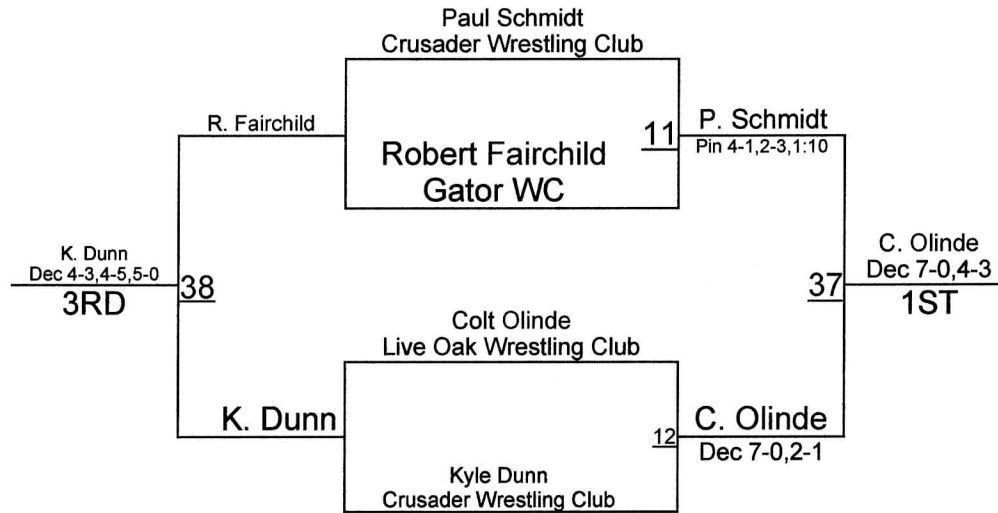 Paul Schmidt
Crusader Wrestling Club
R. Fairchild
Robert Fairchild
Gator WC
11
P. Schmidt
Pin 4-1,2-3,1:10
K. Dunn
Dec 4-3,4-5,5-0
3RD
38
37
C. Olinde
Dec 7-0,4-3
1ST
Colt Olinde
Live Oak Wrestling Club
K. Dunn
12
C. Olinde
Dec 7-0,2-1
Kyle Dunn
Crusader Wrestling Club